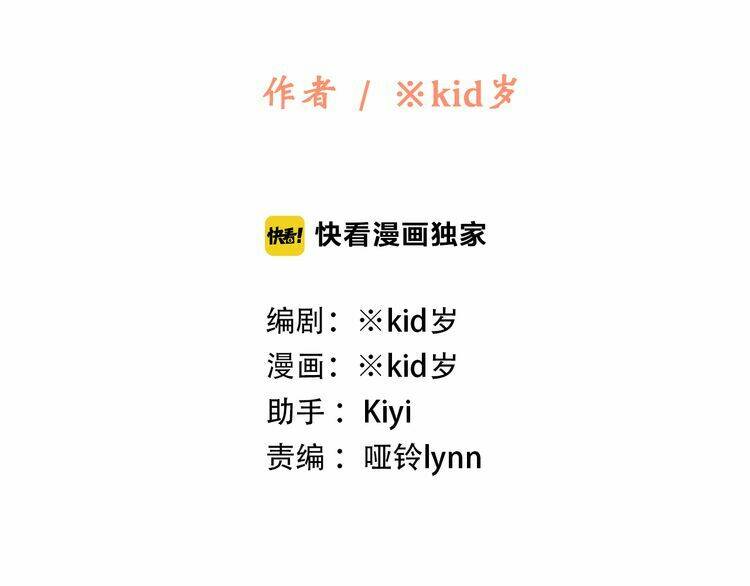 作者 / ※kid岁
快看! 快看漫画独家
编剧：※kid岁
漫画：※kid岁
助手：Kiyi
责编：哑铃lynn